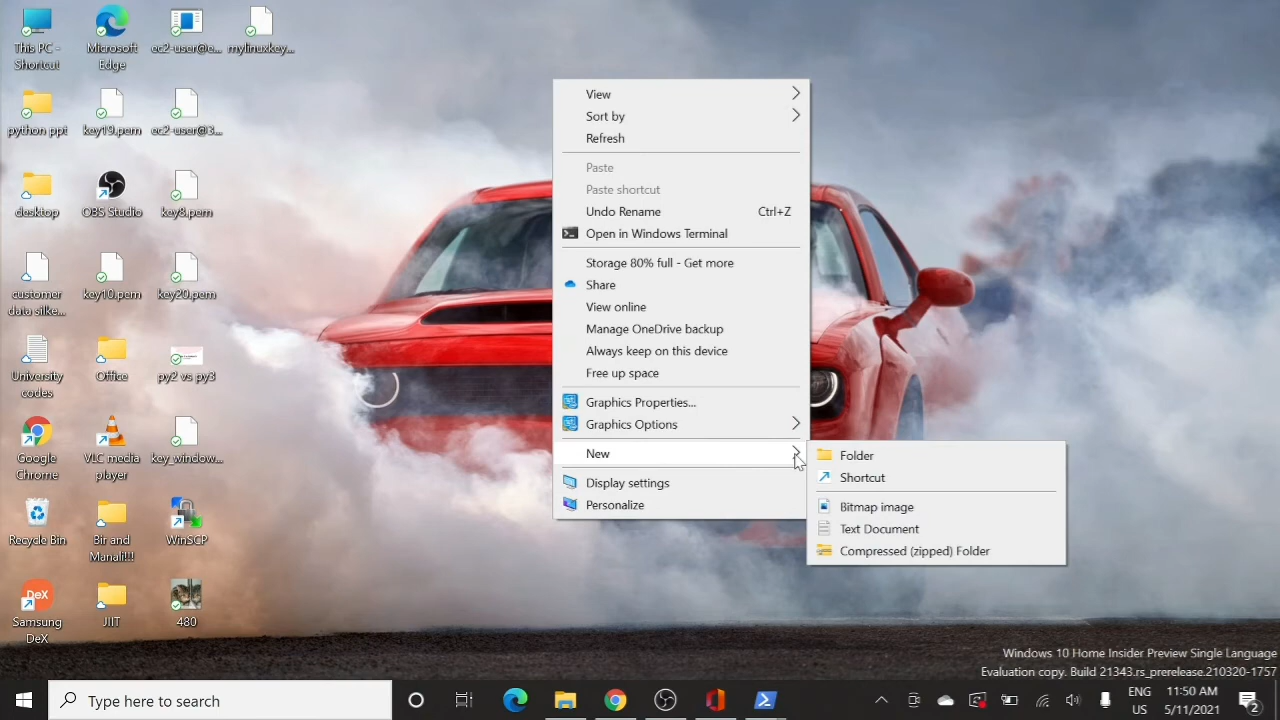 This PC -
Shortcut
Microsoft
Edge
ec2-user@e...
mylinuxkey...
python ppt
key19.pem
ec2-user@3...
desktop
OBS Studio
key8.pem
customer
data silke...
key10.pem
key20.pem
University
codes
Office
py2 vs py3
Google
Chrome
VLC media
player
key_window...
Recycle Bin
Bir and
Manali!!!!
WinSCP
DeX
Samsung
DeX
JIIT
480
View
Sort by
Refresh
Paste
Paste shortcut
Undo Rename Ctrl+Z
Open in Windows Terminal
Storage 80% full - Get more
Share
View online
Manage OneDrive backup
Always keep on this device
Free up space
Graphics Properties...
Graphics Options
New
Display settings
Personalize
Folder
Shortcut
Bitmap image
Text Document
Compressed (zipped) Folder
Windows 10 Home Insider Preview Single Language
Evaluation copy. Build 21343.rs_prerelease.210320-1757
Type here to search
ENG
US
11:50 AM
5/11/2021
2